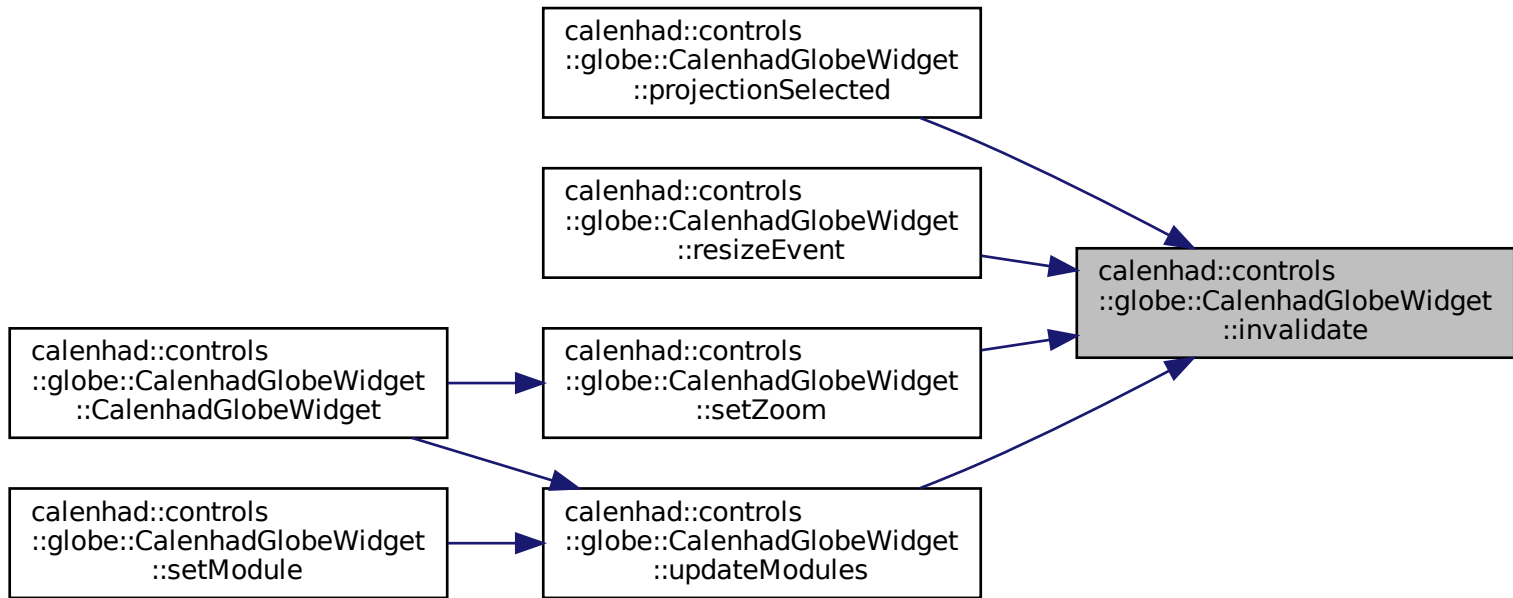 calenhad::controls
::globe::CalenhadGlobeWidget
::projectionSelected
calenhad::controls
::globe::CalenhadGlobeWidget
::resizeEvent
calenhad::controls
::globe::CalenhadGlobeWidget
::invalidate
calenhad::controls
::globe::CalenhadGlobeWidget
::CalenhadGlobeWidget
calenhad::controls
::globe::CalenhadGlobeWidget
::setZoom
calenhad::controls
::globe::CalenhadGlobeWidget
::setModule
calenhad::controls
::globe::CalenhadGlobeWidget
::updateModules